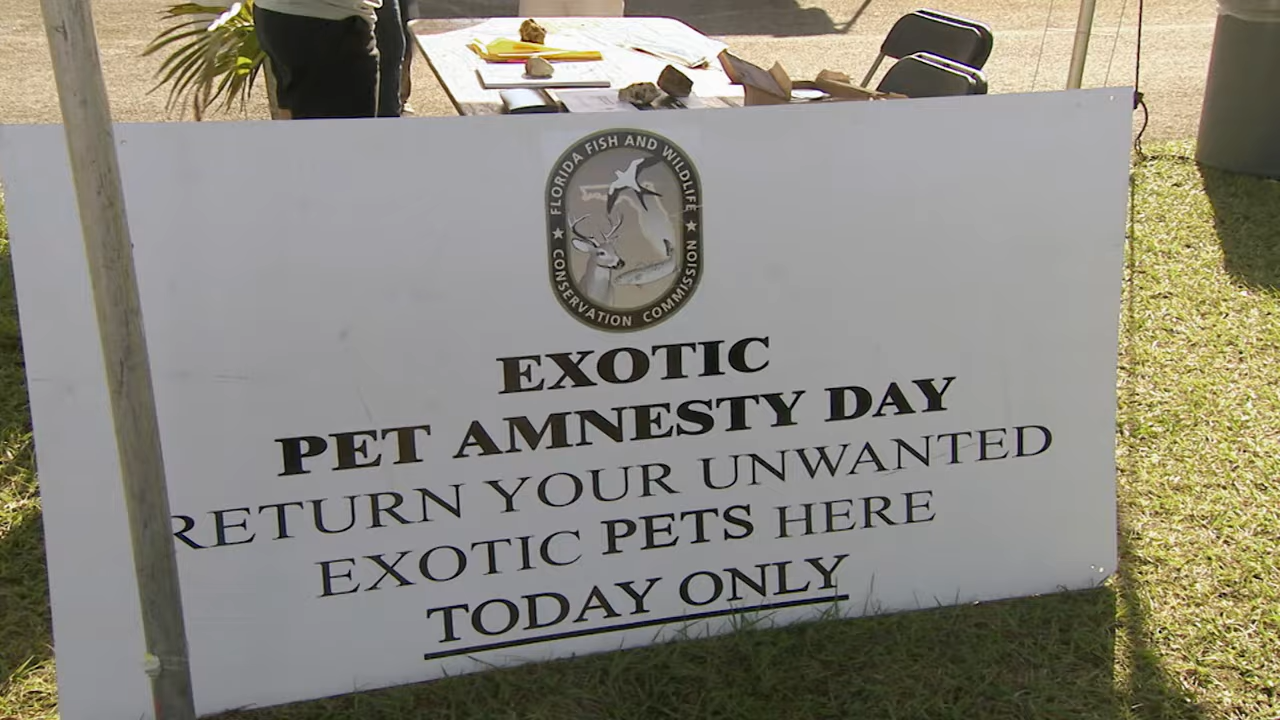 FLORIDA FISH AND WILDLIFE
CONSERVATION COMMISSION
EXOTIC
PET AMNESTY DAY
RETURN YOUR UNWANTED
EXOTIC PETS HERE
TODAY ONLY